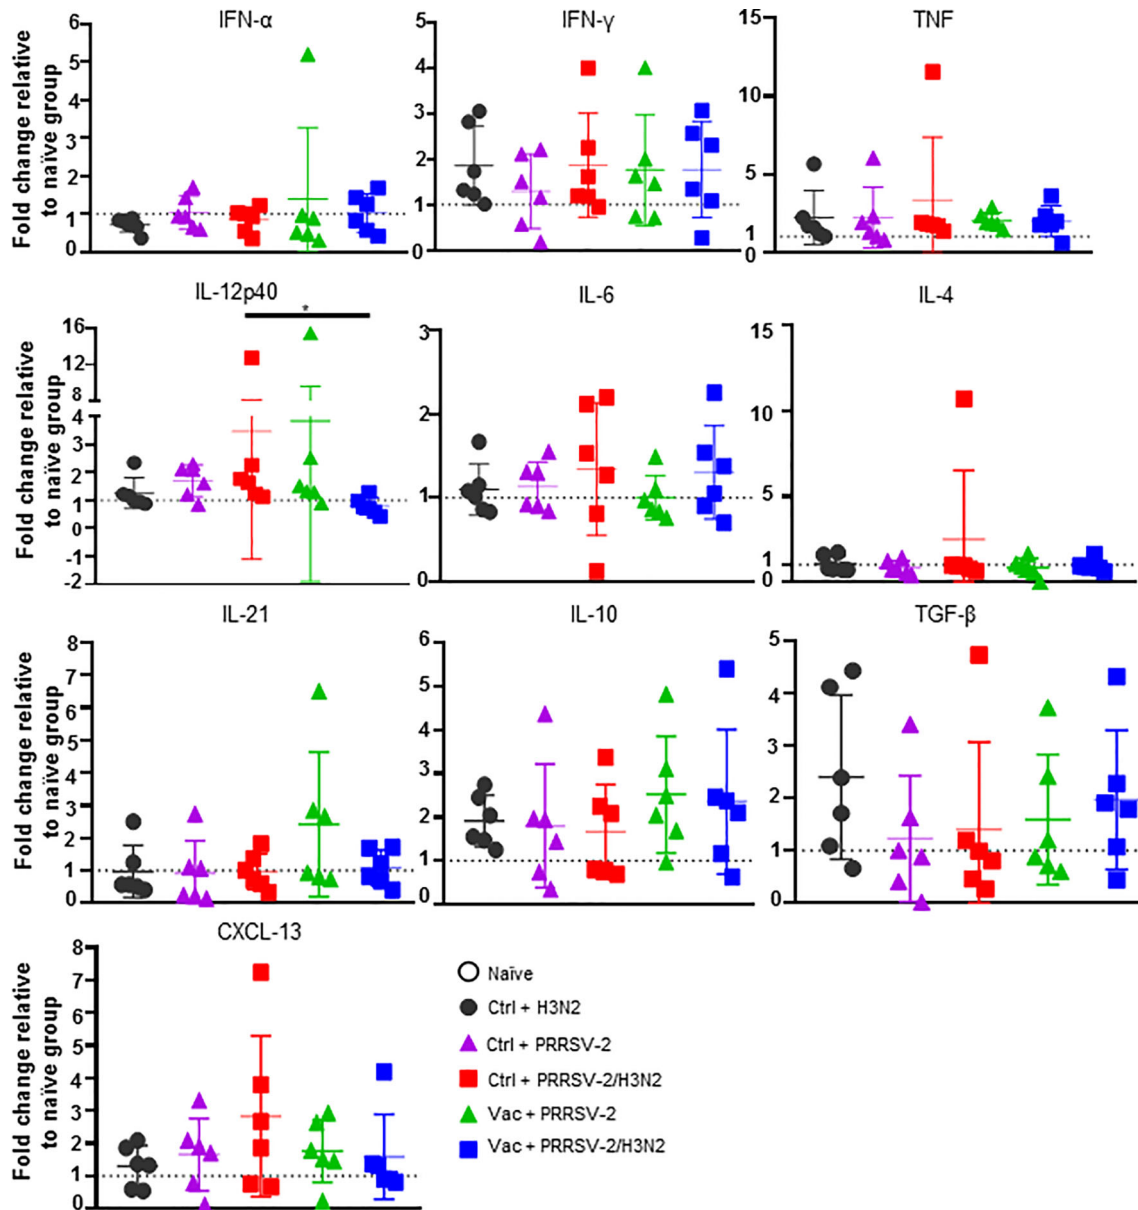 IFN-α
IFN-γ
TNF
Fold change relative
to naïve group
6
5
4
3
2
1
0
5
4
3
2
1
0
15
10
5
1
0
IL-12p40
IL-6
IL-4
*
Fold change relative
to naïve group
16
12
8
4
3
2
1
0
-1
-2
3
2
1
0
15
10
5
1
0
IL-21
IL-10
TGF-β
Fold change relative
to naïve group
8
7
6
5
4
3
2
1
0
6
5
4
3
2
1
0
5
4
3
2
1
0
CXCL-13
Fold change relative
to naïve group
8
7
6
5
4
3
2
1
0
Naïve
Ctrl + H3N2
Ctrl + PRRSV-2
Ctrl + PRRSV-2/H3N2
Vac + PRRSV-2
Vac + PRRSV-2/H3N2